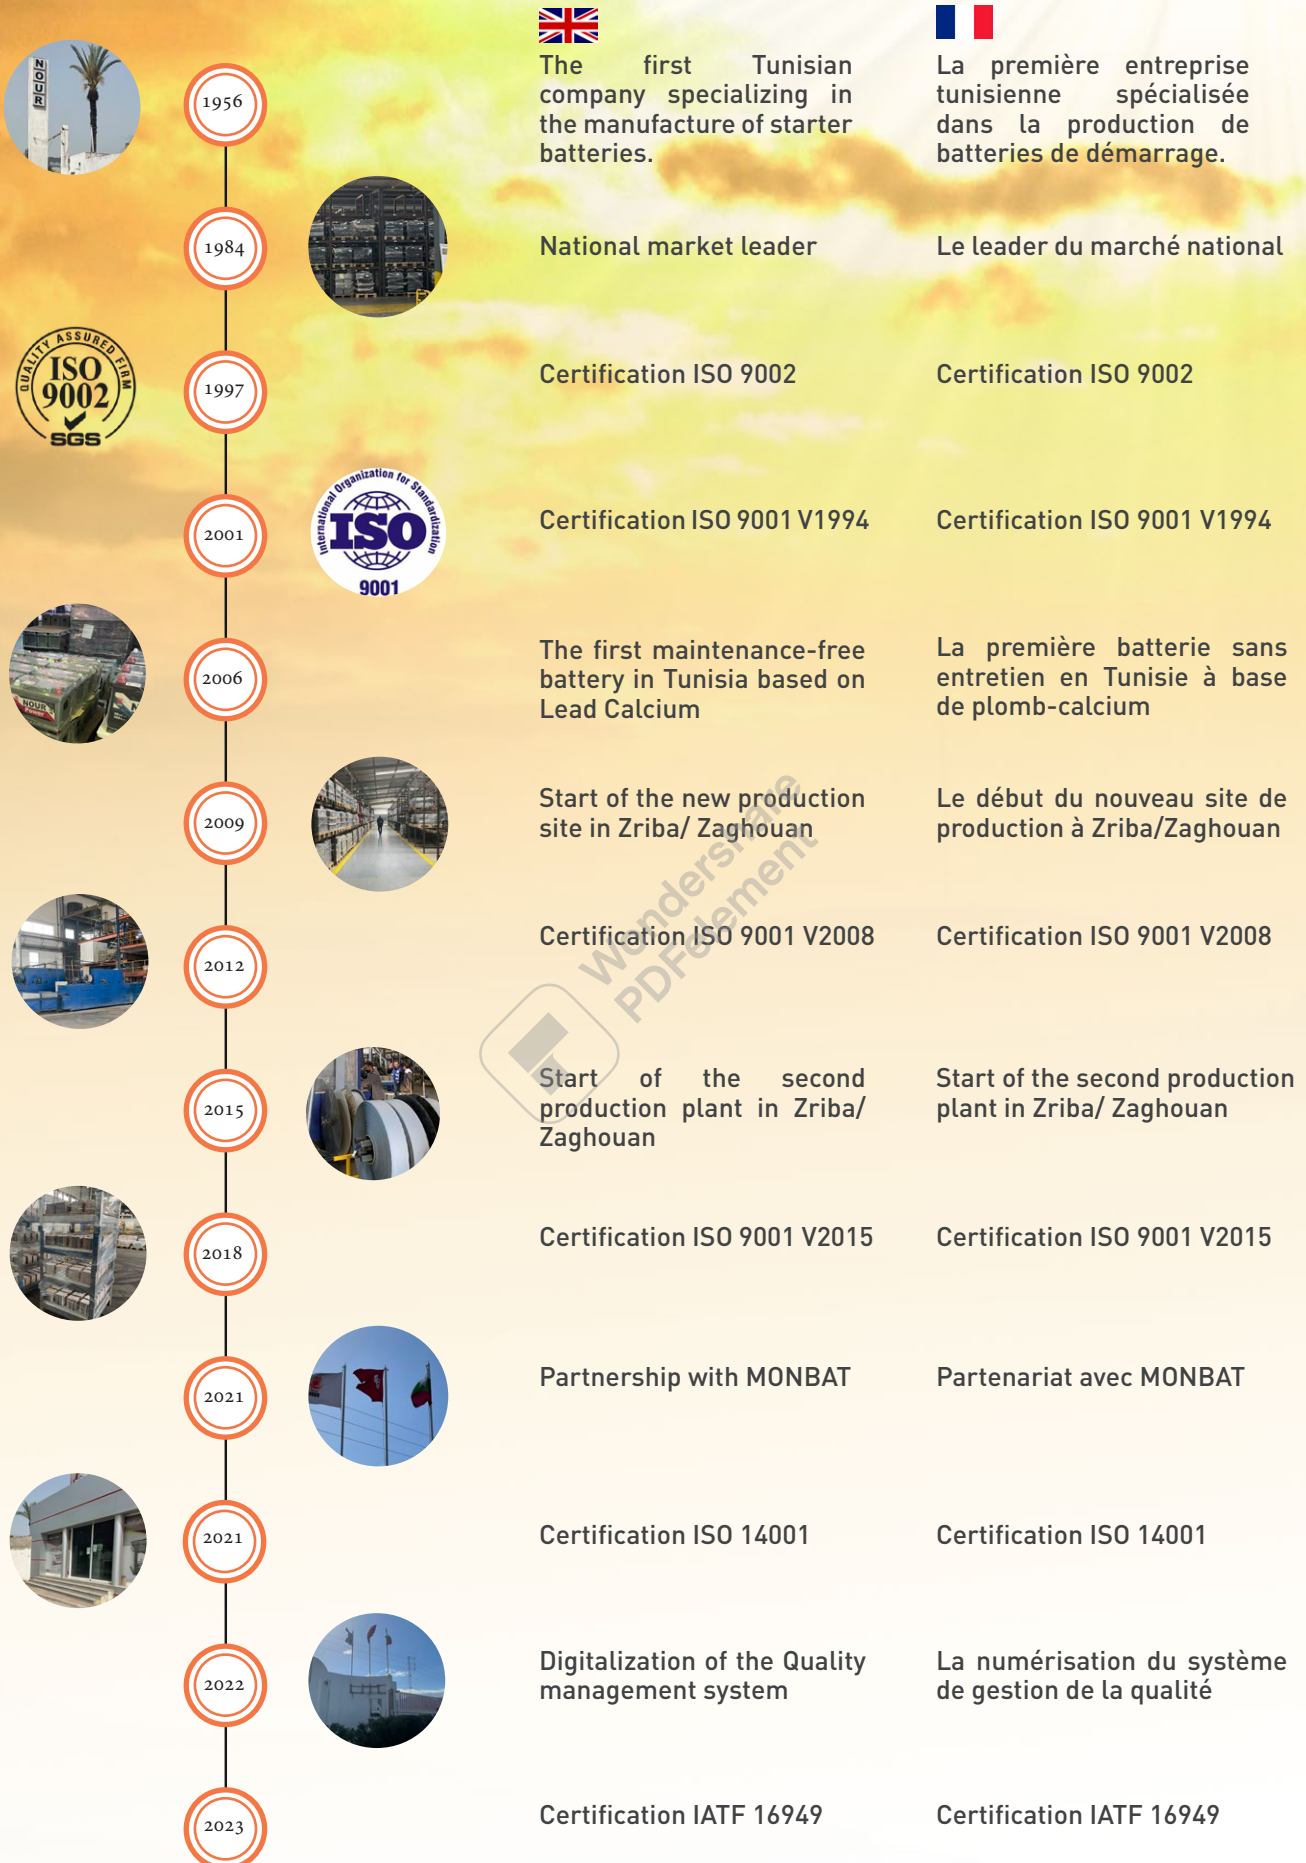 The first Tunisian
company specializing in
the manufacture of starter
batteries.
La première entreprise
tunisienne spécialisée
dans la production de
batteries de démarrage.
NOUR
1956
1984
National market leader
Le leader du marché national
QUALITY ASSURED FIRM
ISO
9002
SGS
1997
Certification ISO 9002
Certification ISO 9002
2001
International Organization for Standardization
ISO
9001
Certification ISO 9001 V1994
Certification ISO 9001 V1994
NOUR
Power
2006
The first maintenance-free
battery in Tunisia based on
Lead Calcium
La première batterie sans
entretien en Tunisie à base
de plomb-calcium
2009
Start of the new production
site in Zriba/ Zaghouan
Le début du nouveau site de
production à Zriba/Zaghouan
Wondershare
PDFelement
2012
Certification ISO 9001 V2008
Certification ISO 9001 V2008
2015
Start of the second
production plant in Zriba/
Zaghouan
Start of the second production
plant in Zriba/ Zaghouan
2018
Certification ISO 9001 V2015
Certification ISO 9001 V2015
2021
Partnership with MONBAT
Partenariat avec MONBAT
2021
Certification ISO 14001
Certification ISO 14001
2022
Digitalization of the Quality
management system
La numérisation du système
de gestion de la qualité
2023
Certification IATF 16949
Certification IATF 16949